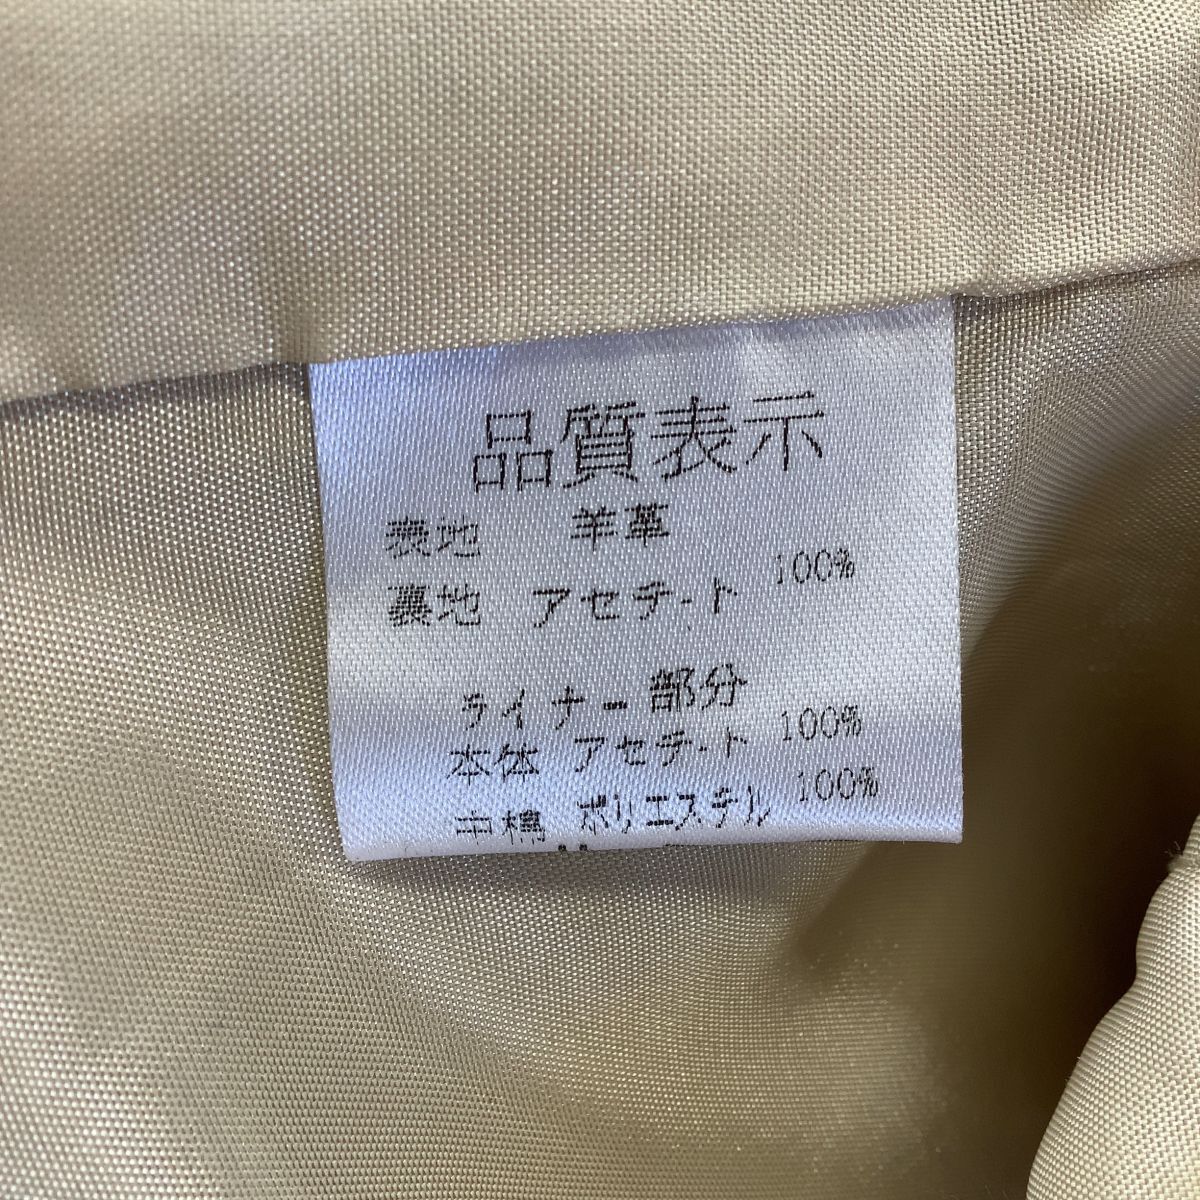 品質表示
表地 羊革
裏地 アセテート 100%
ライナー部分
本体 アセテート 100%
中綿 ポリエステル 100%